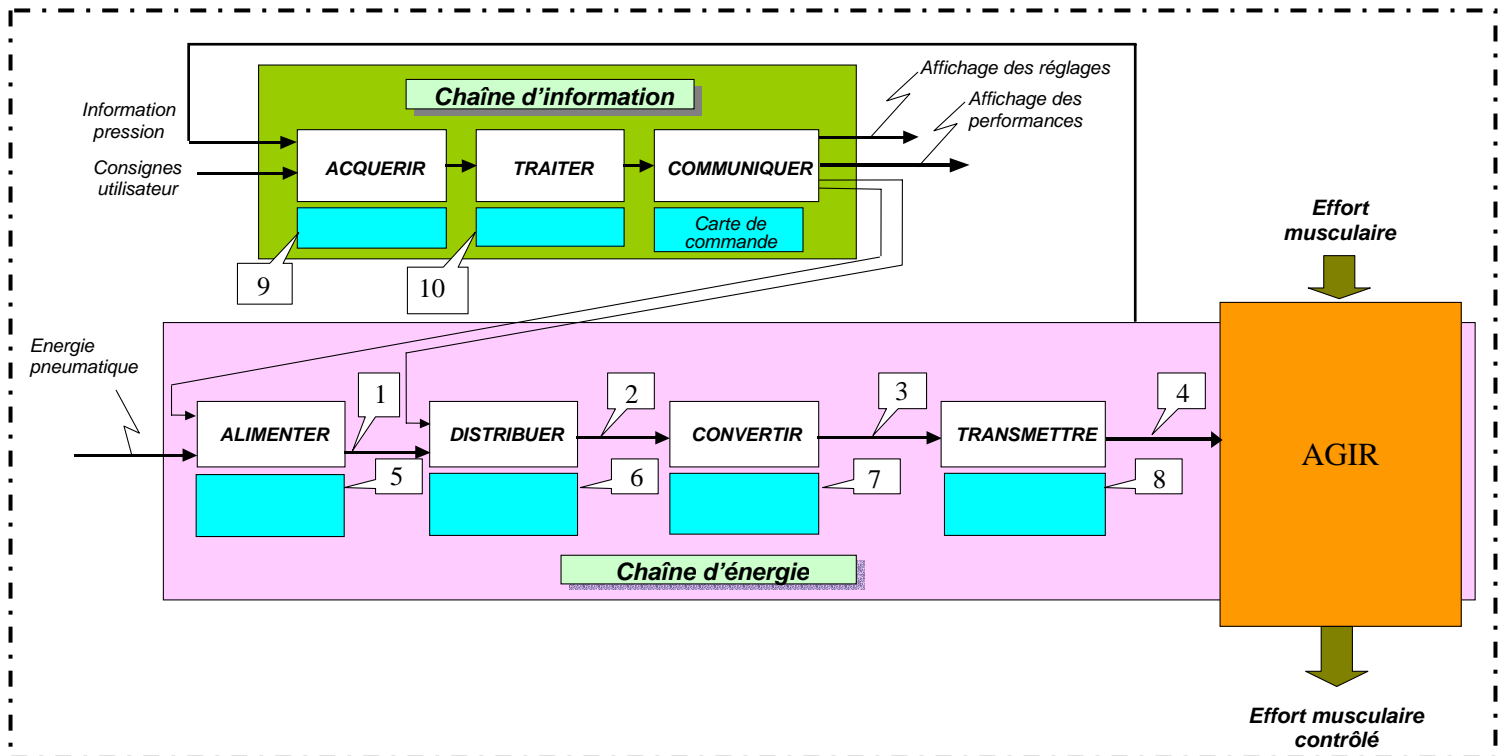 Affichage des réglages
Affichage des
performances
Chaîne d'information
Information
pression
Consignes
utilisateur
ACQUERIR
TRAITER
COMMUNIQUER
Carte de
commande
9
10
Effort
musculaire
Energie
pneumatique
1
2
3
4
ALIMENTER
DISTRIBUER
CONVERTIR
TRANSMETTRE
AGIR
5
6
7
8
Chaîne d'énergie
Effort musculaire
contrôlé